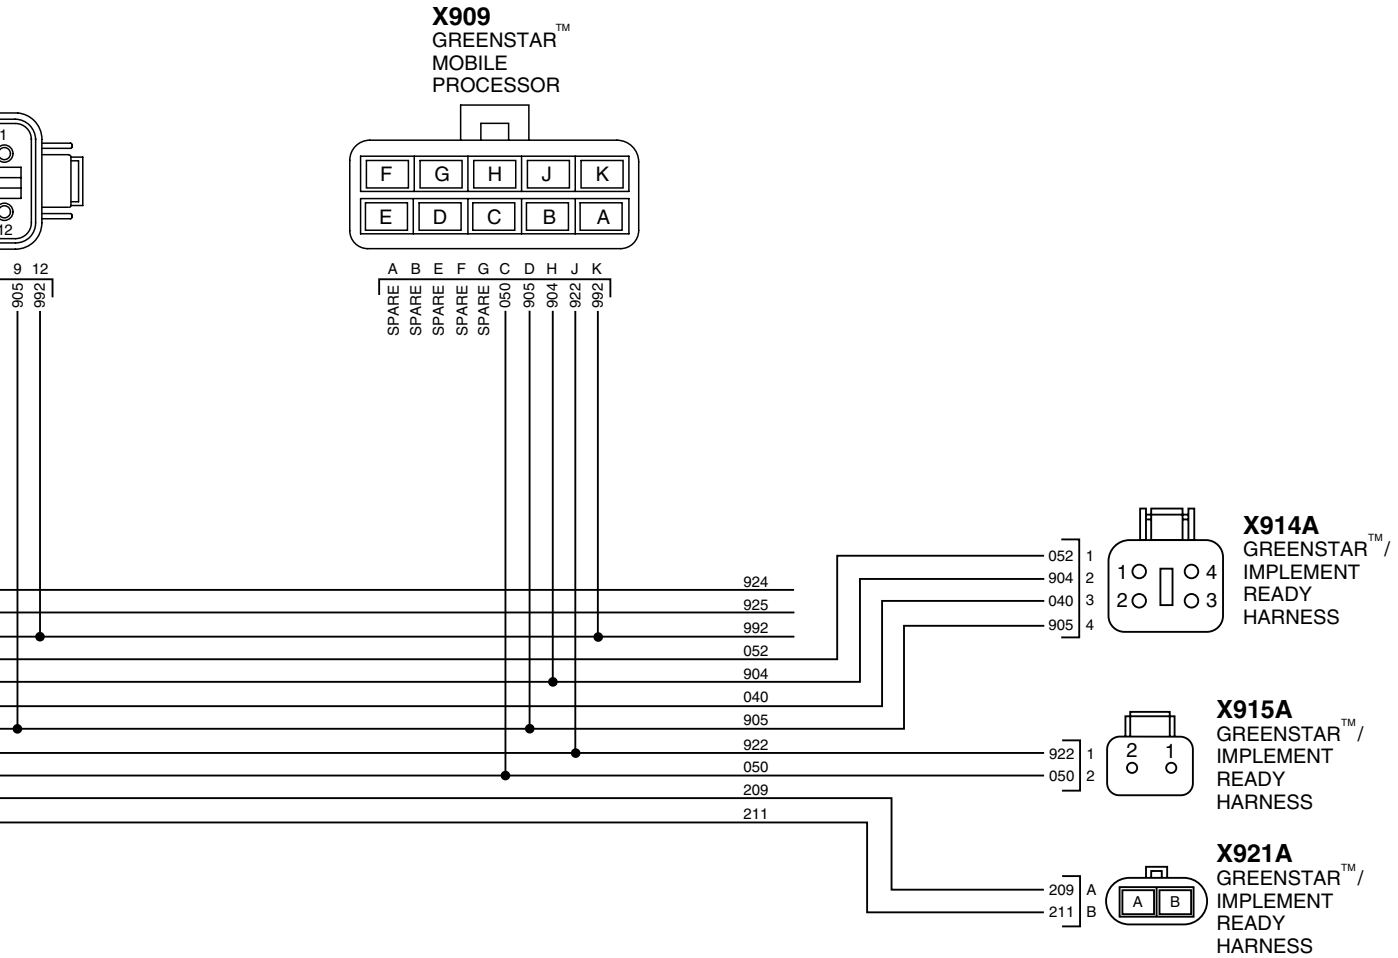 X909
GREENSTAR™
MOBILE
PROCESSOR
1
12
F G H J K
E D C B A
9 12
905 992
A B E F G C D H J K
SPARE SPARE SPARE SPARE SPARE 050 905 904 922 992
924
925
992
052
904
040
905
922
050
209
211
052 1
904 2
040 3
905 4
1 4
2 3
X914A
GREENSTAR™/
IMPLEMENT
READY
HARNESS
922 1
050 2
2 1
X915A
GREENSTAR™/
IMPLEMENT
READY
HARNESS
209 A
211 B
A B
X921A
GREENSTAR™/
IMPLEMENT
READY
HARNESS